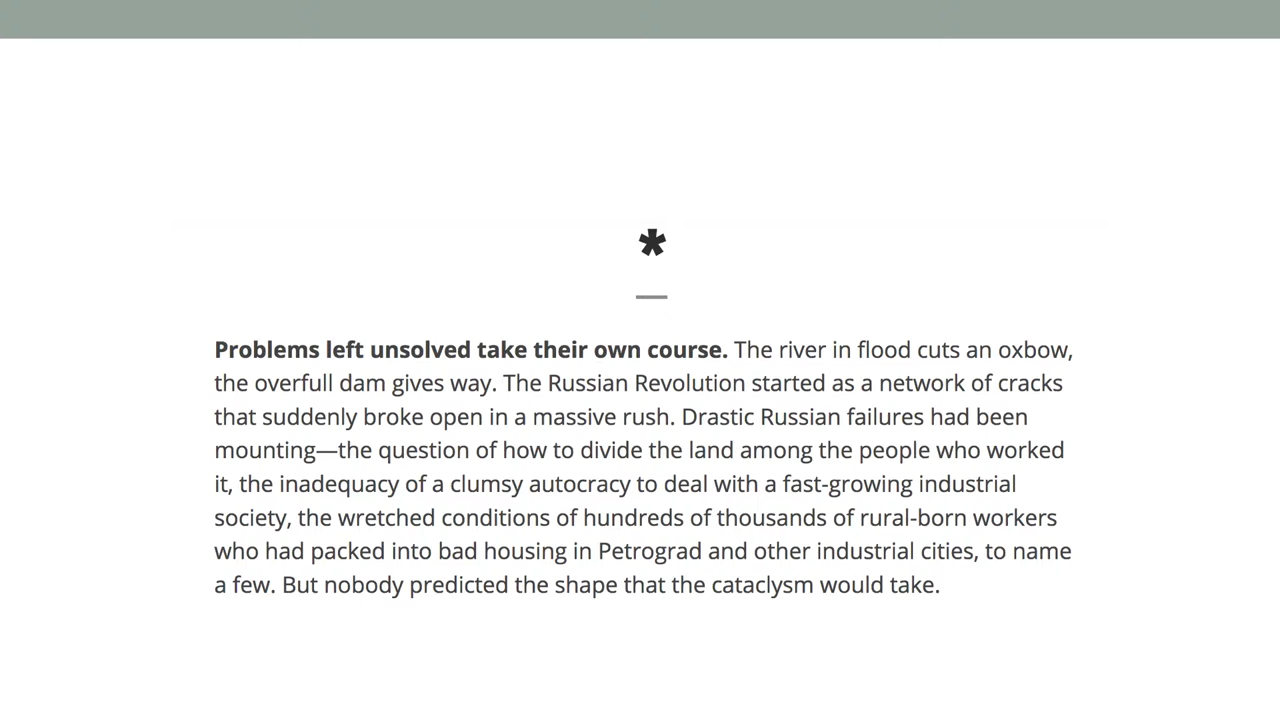 *
Problems left unsolved take their own course. The river in flood cuts an oxbow,
the overfull dam gives way. The Russian Revolution started as a network of cracks
that suddenly broke open in a massive rush. Drastic Russian failures had been
mounting—the question of how to divide the land among the people who worked
it, the inadequacy of a clumsy autocracy to deal with a fast-growing industrial
society, the wretched conditions of hundreds of thousands of rural-born workers
who had packed into bad housing in Petrograd and other industrial cities, to name
a few. But nobody predicted the shape that the cataclysm would take.